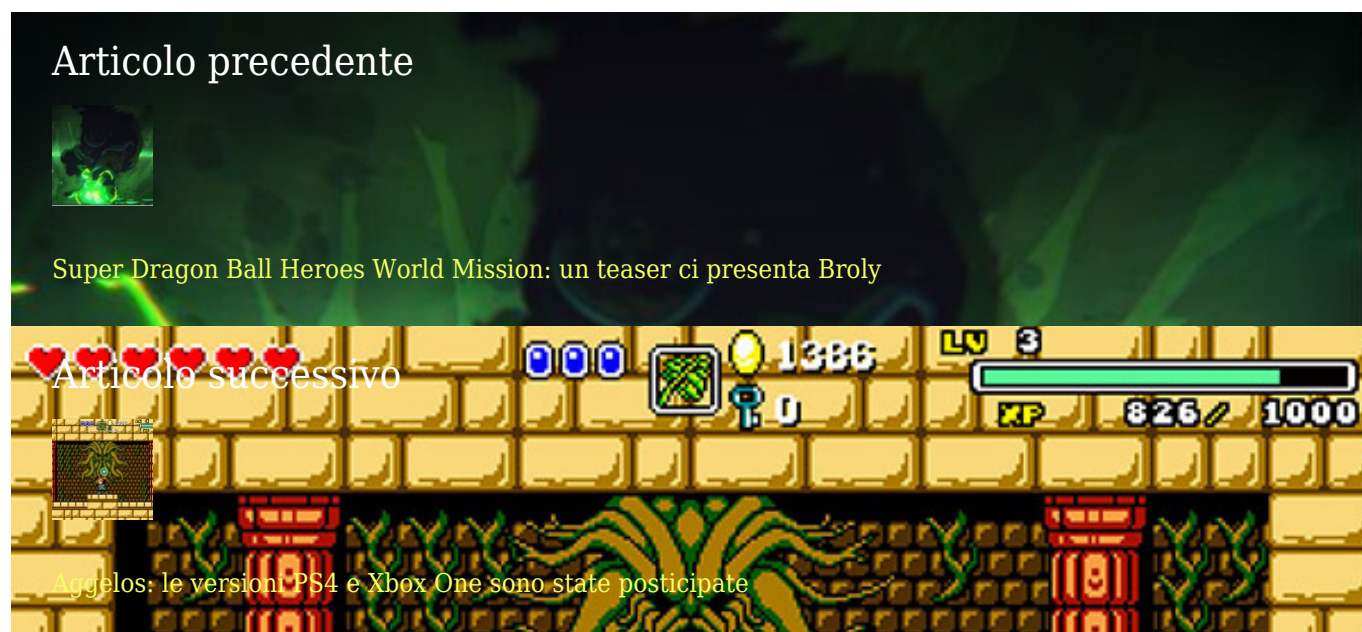 Articolo precedente
Super Dragon Ball Heroes World Mission: un teaser ci presenta Broly
LV 3
1386
Articolo successivo
0
XP 826/ 1000
Aggelos: le versioni PS4 e Xbox One sono state posticipate